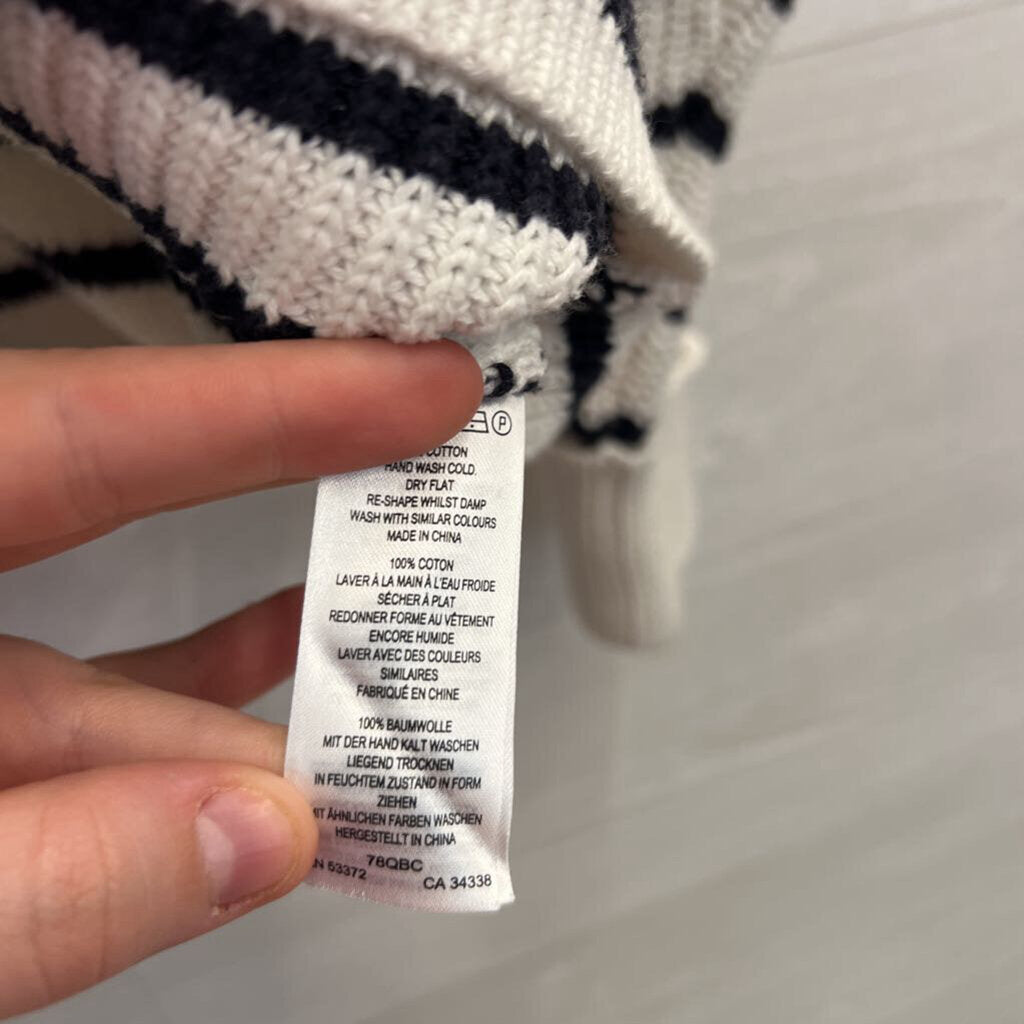 P
COTTON
HAND WASH COLD.
DRY FLAT
RE-SHAPE WHILST DAMP
WASH WITH SIMILAR COLOURS
MADE IN CHINA
100% COTON
LAVER À LA MAIN À L'EAU FROIDE
SÉCHER À PLAT
REDONNER FORME AU VÊTEMENT
ENCORE HUMIDE
LAVER AVEC DES COULEURS
SIMILAIRES
FABRIQUÉ EN CHINE
100% BAUMWOLLE
MIT DER HAND KALT WASCHEN
LIEGEND TROCKNEN
IN FEUCHTEM ZUSTAND IN FORM
ZIEHEN
MIT ÄHNLICHEN FARBEN WASCHEN
HERGESTELLT IN CHINA
78QBC
53372 CA 34338